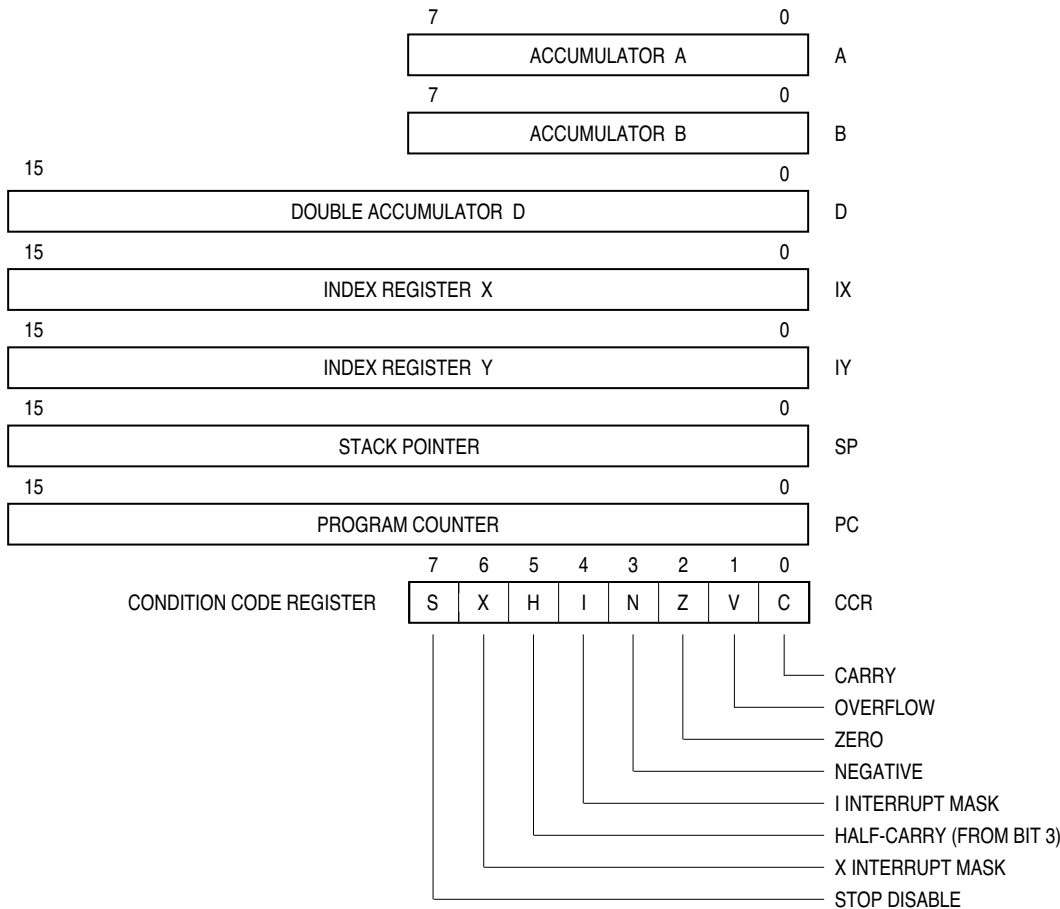 7 0
ACCUMULATOR A A
7 0
ACCUMULATOR B B
15 0
DOUBLE ACCUMULATOR D D
15 0
INDEX REGISTER X IX
15 0
INDEX REGISTER Y IY
15 0
STACK POINTER SP
15 0
PROGRAM COUNTER PC
7 6 5 4 3 2 1 0
CONDITION CODE REGISTER S X H I N Z V C CCR
CARRY
OVERFLOW
ZERO
NEGATIVE
I INTERRUPT MASK
HALF-CARRY (FROM BIT 3)
X INTERRUPT MASK
STOP DISABLE